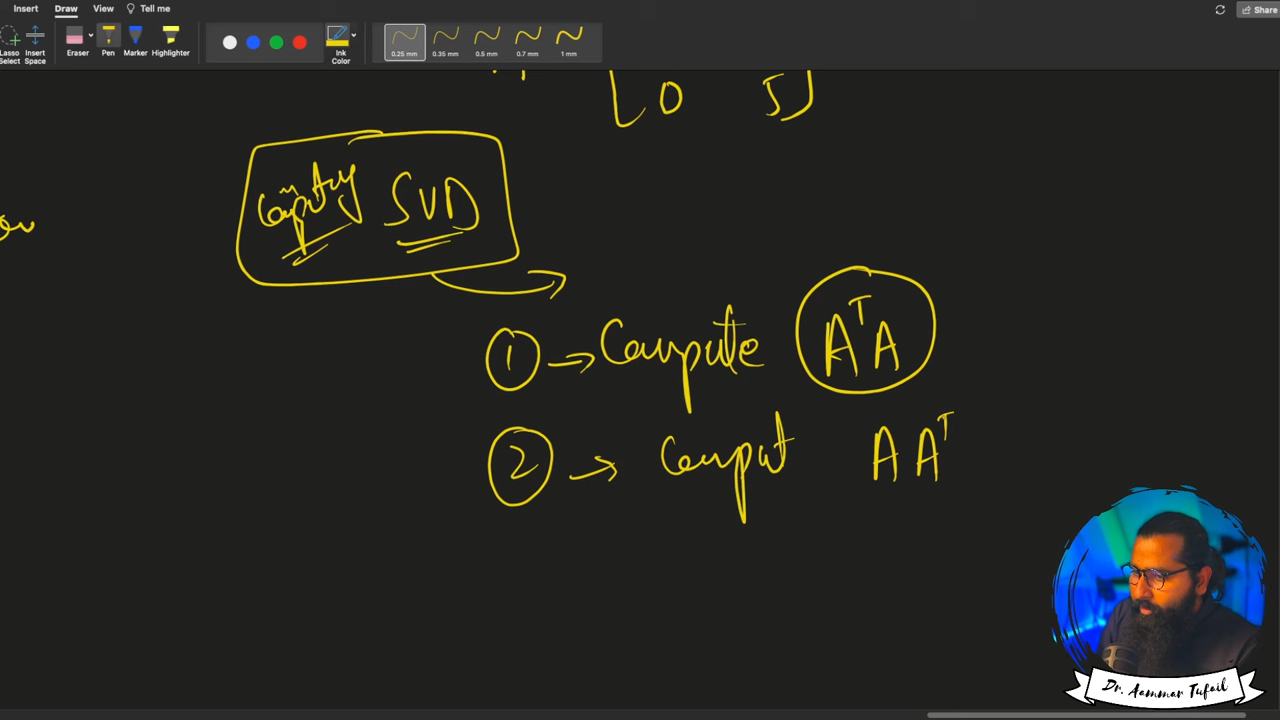 Insert Draw View Tell me
Share
Lasso Select
Insert Space
Eraser
Pen
Marker
Highlighter
Ink Color
0.25 mm 0.35 mm 0.5 mm 0.7 mm 1 mm
[0 5]
SVD
1 → Compute AᵀA
2 → Comput AAᵀ
Dr. Aammar Tufail